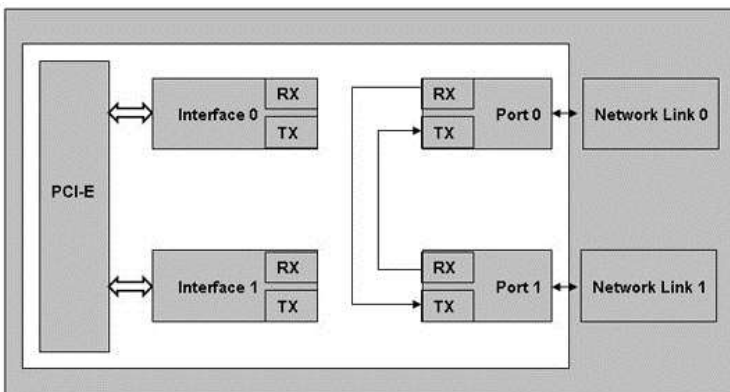 PCI-E
Interface 0
RX
TX
RX
TX
Port 0
Network Link 0
Interface 1
RX
TX
RX
TX
Port 1
Network Link 1